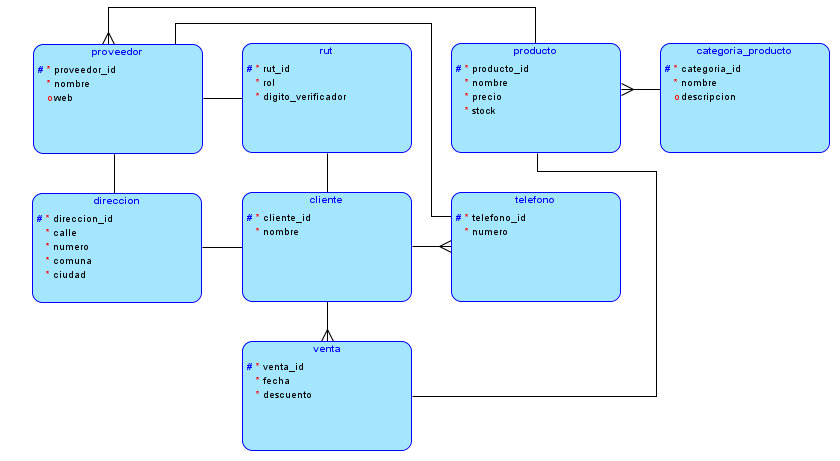 proveedor
# * proveedor_id
* nombre
o web
rut
# * rut_id
* rol
* digito_verificador
producto
# * producto_id
* nombre
* precio
* stock
categoria_producto
# * categoria_id
* nombre
o descripcion
direccion
# * direccion_id
* calle
* numero
* comuna
* ciudad
cliente
# * cliente_id
* nombre
telefono
# * telefono_id
* numero
venta
# * venta_id
* fecha
* descuento